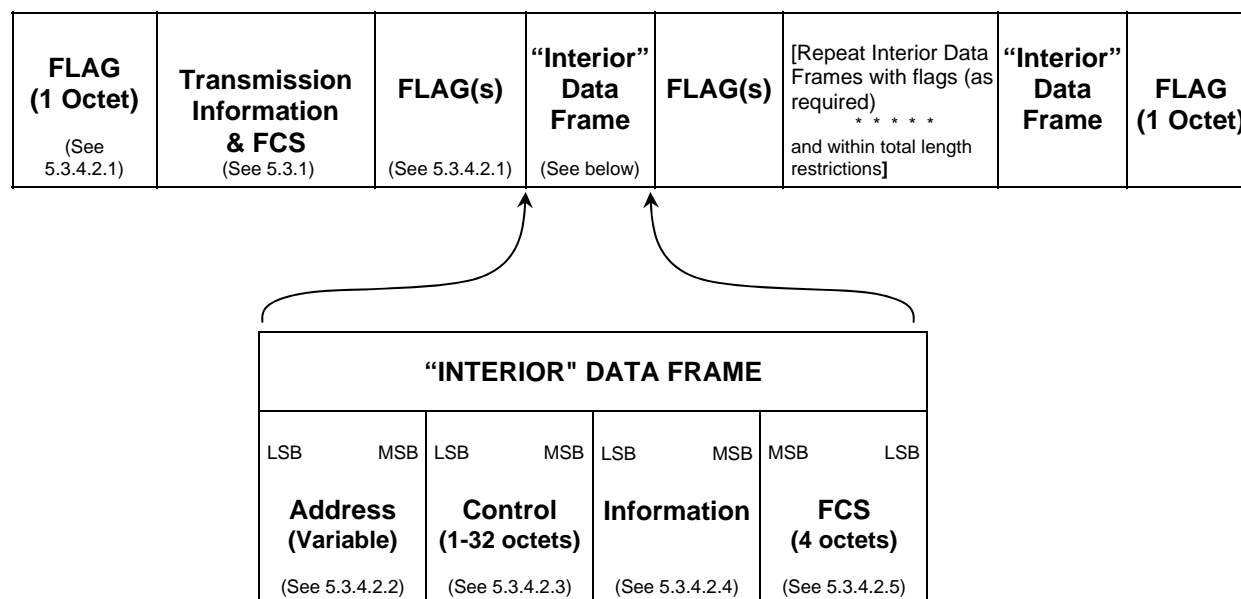 FLAG
(1 Octet)
(See
5.3.4.2.1)
Transmission
Information
& FCS
(See 5.3.1)
FLAG(s)
(See 5.3.4.2.1)
“Interior”
Data
Frame
(See below)
FLAG(s)
[Repeat Interior Data
Frames with flags (as
required)
* * * * *
and within total length
restrictions]
“Interior”
Data
Frame
FLAG
(1 Octet)
“INTERIOR" DATA FRAME
LSB MSB
Address
(Variable)
(See 5.3.4.2.2)
LSB MSB
Control
(1-32 octets)
(See 5.3.4.2.3)
LSB MSB
Information
(See 5.3.4.2.4)
MSB LSB
FCS
(4 octets)
(See 5.3.4.2.5)